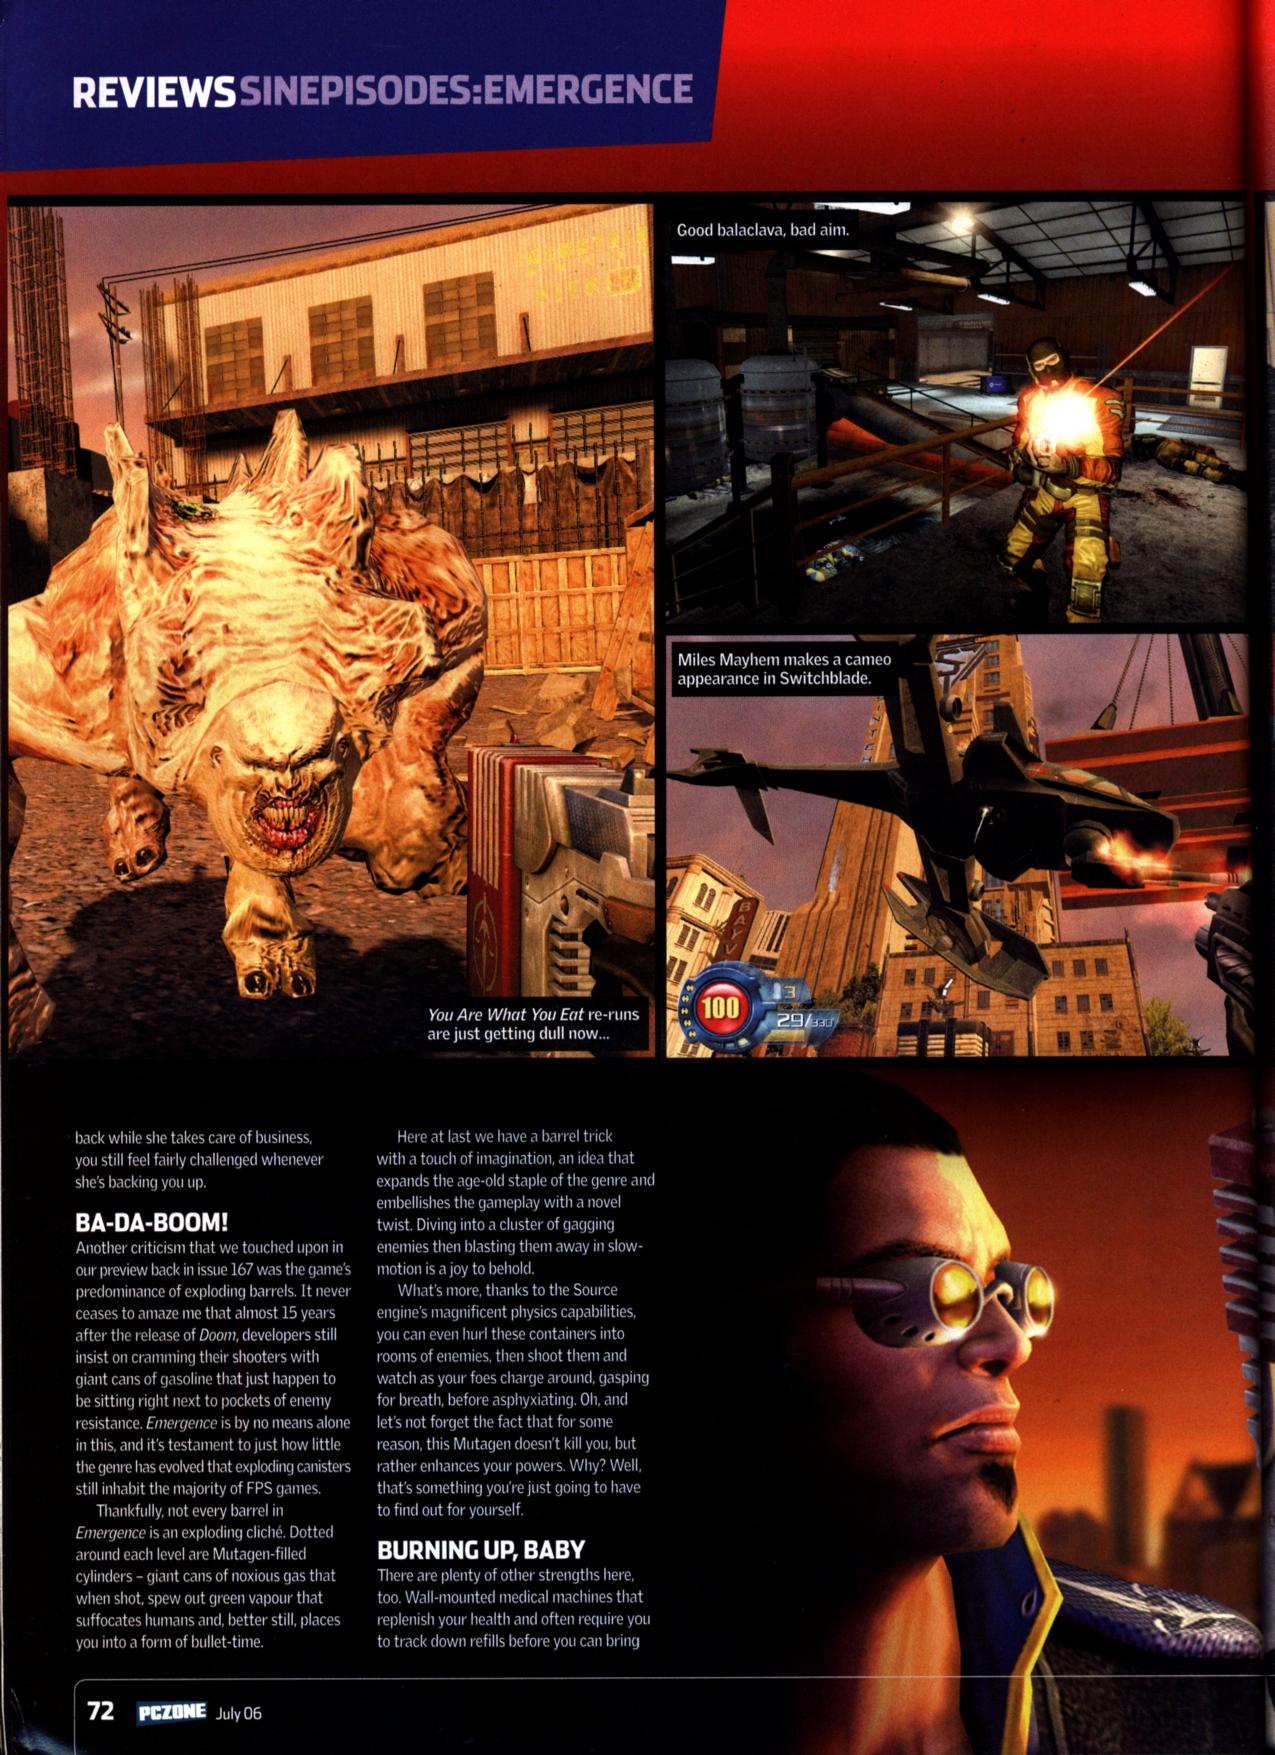 REVIEWS SINEPISODES:EMERGENCE
Good balaclava, bad aim.
Miles Mayhem makes a cameo
appearance in Switchblade.
BAYV
100
3
29/330
You Are What You Eat re-runs
are just getting dull now...
back while she takes care of business,
you still feel fairly challenged whenever
she's backing you up.
BA-DA-BOOM!
Another criticism that we touched upon in
our preview back in issue 167 was the game's
predominance of exploding barrels. It never
ceases to amaze me that almost 15 years
after the release of Doom, developers still
insist on cramming their shooters with
giant cans of gasoline that just happen to
be sitting right next to pockets of enemy
resistance. Emergence is by no means alone
in this, and it's testament to just how little
the genre has evolved that exploding canisters
still inhabit the majority of FPS games.
Thankfully, not every barrel in
Emergence is an exploding cliché. Dotted
around each level are Mutagen-filled
cylinders – giant cans of noxious gas that
when shot, spew out green vapour that
suffocates humans and, better still, places
you into a form of bullet-time.
Here at last we have a barrel trick
with a touch of imagination, an idea that
expands the age-old staple of the genre and
embellishes the gameplay with a novel
twist. Diving into a cluster of gagging
enemies then blasting them away in slow-
motion is a joy to behold.
What's more, thanks to the Source
engine's magnificent physics capabilities,
you can even hurl these containers into
rooms of enemies, then shoot them and
watch as your foes charge around, gasping
for breath, before asphyxiating. Oh, and
let's not forget the fact that for some
reason, this Mutagen doesn't kill you, but
rather enhances your powers. Why? Well,
that's something you're just going to have
to find out for yourself.
BURNING UP, BABY
There are plenty of other strengths here,
too. Wall-mounted medical machines that
replenish your health and often require you
to track down refills before you can bring
72 PCZONE July 06